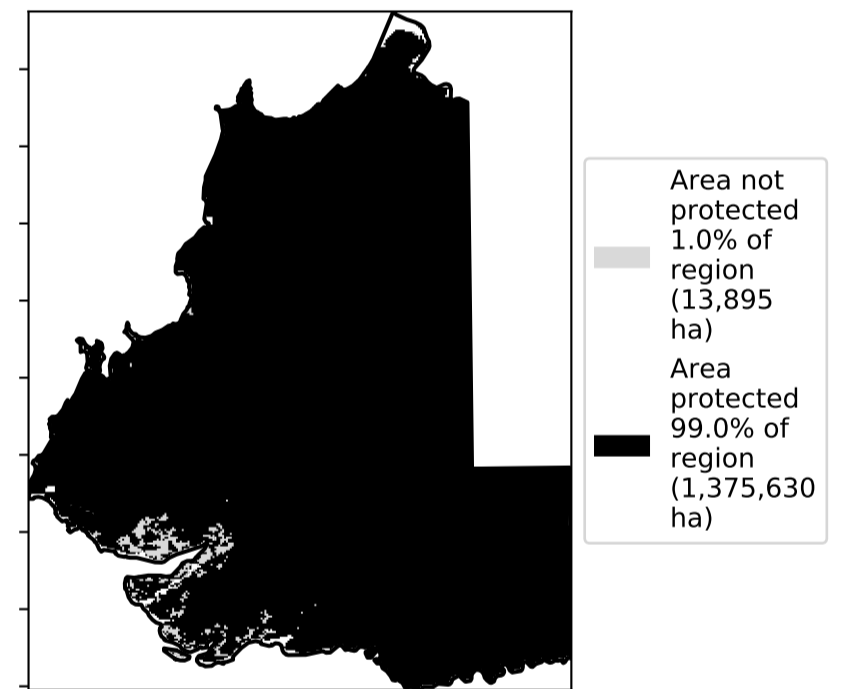 Area not
protected
1.0% of
region
(13,895
ha)
Area
protected
99.0% of
region
(1,375,630
ha)